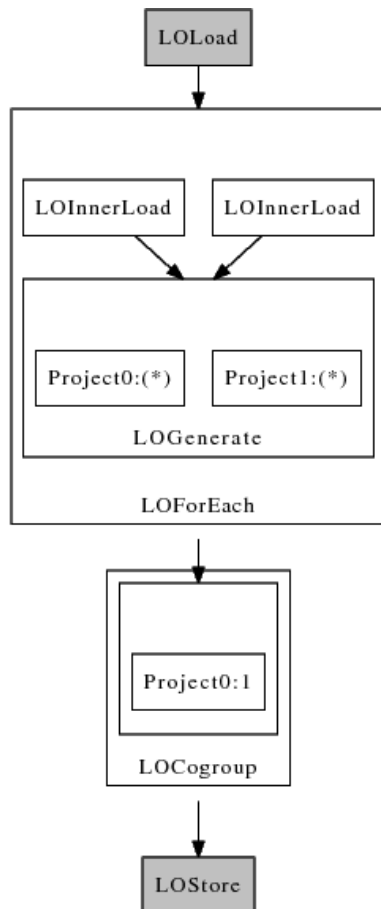 LOLoad
LOInnerLoad LOInnerLoad
Project0:(*) Project1:(*)
LOGenerate
LOForEach
Project0:1
LOCogroup
LOStore